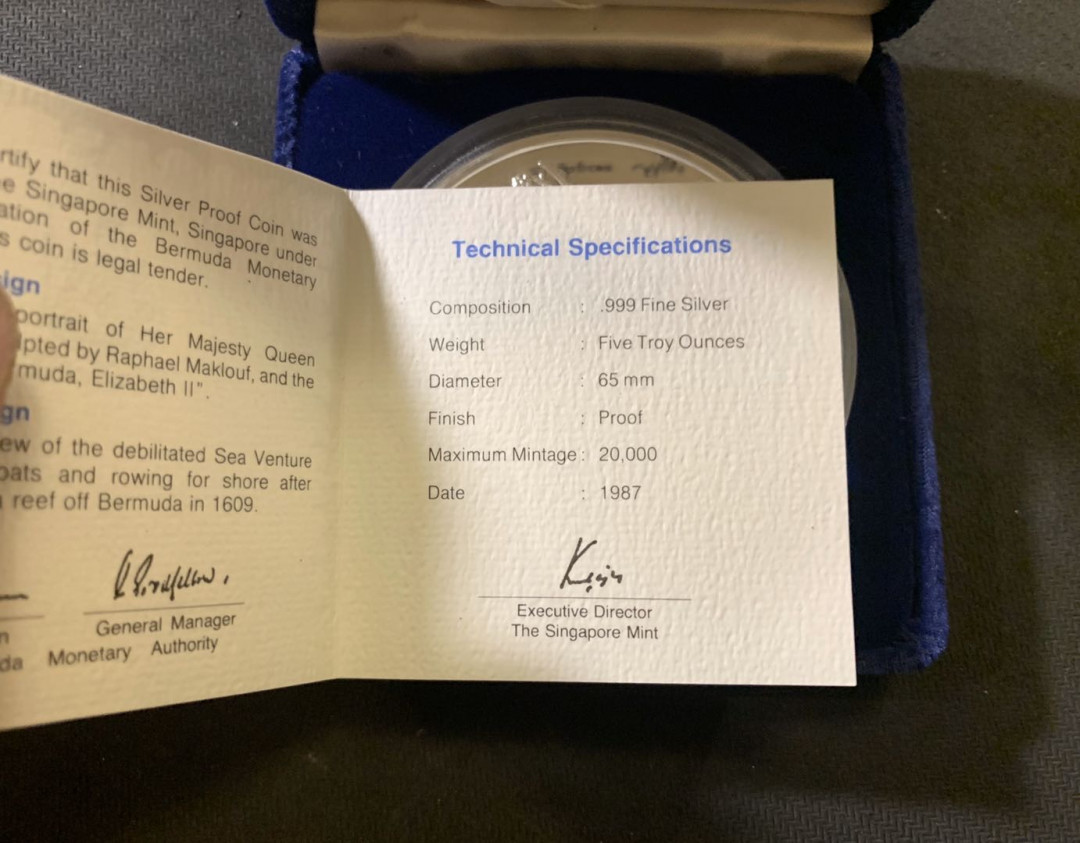 rtify that this Silver Proof Coin was
e Singapore Mint, Singapore under
ation of the Bermuda Monetary
s coin is legal tender.
ign
portrait of Her Majesty Queen
pted by Raphael Maklouf, and the
muda, Elizabeth II".
gn
ew of the debilitated Sea Venture
oats and rowing for shore after
reef off Bermuda in 1609.
General Manager
da Monetary Authority
Technical Specifications
Composition : .999 Fine Silver
Weight : Five Troy Ounces
Diameter : 65 mm
Finish : Proof
Maximum Mintage : 20,000
Date : 1987
Executive Director
The Singapore Mint